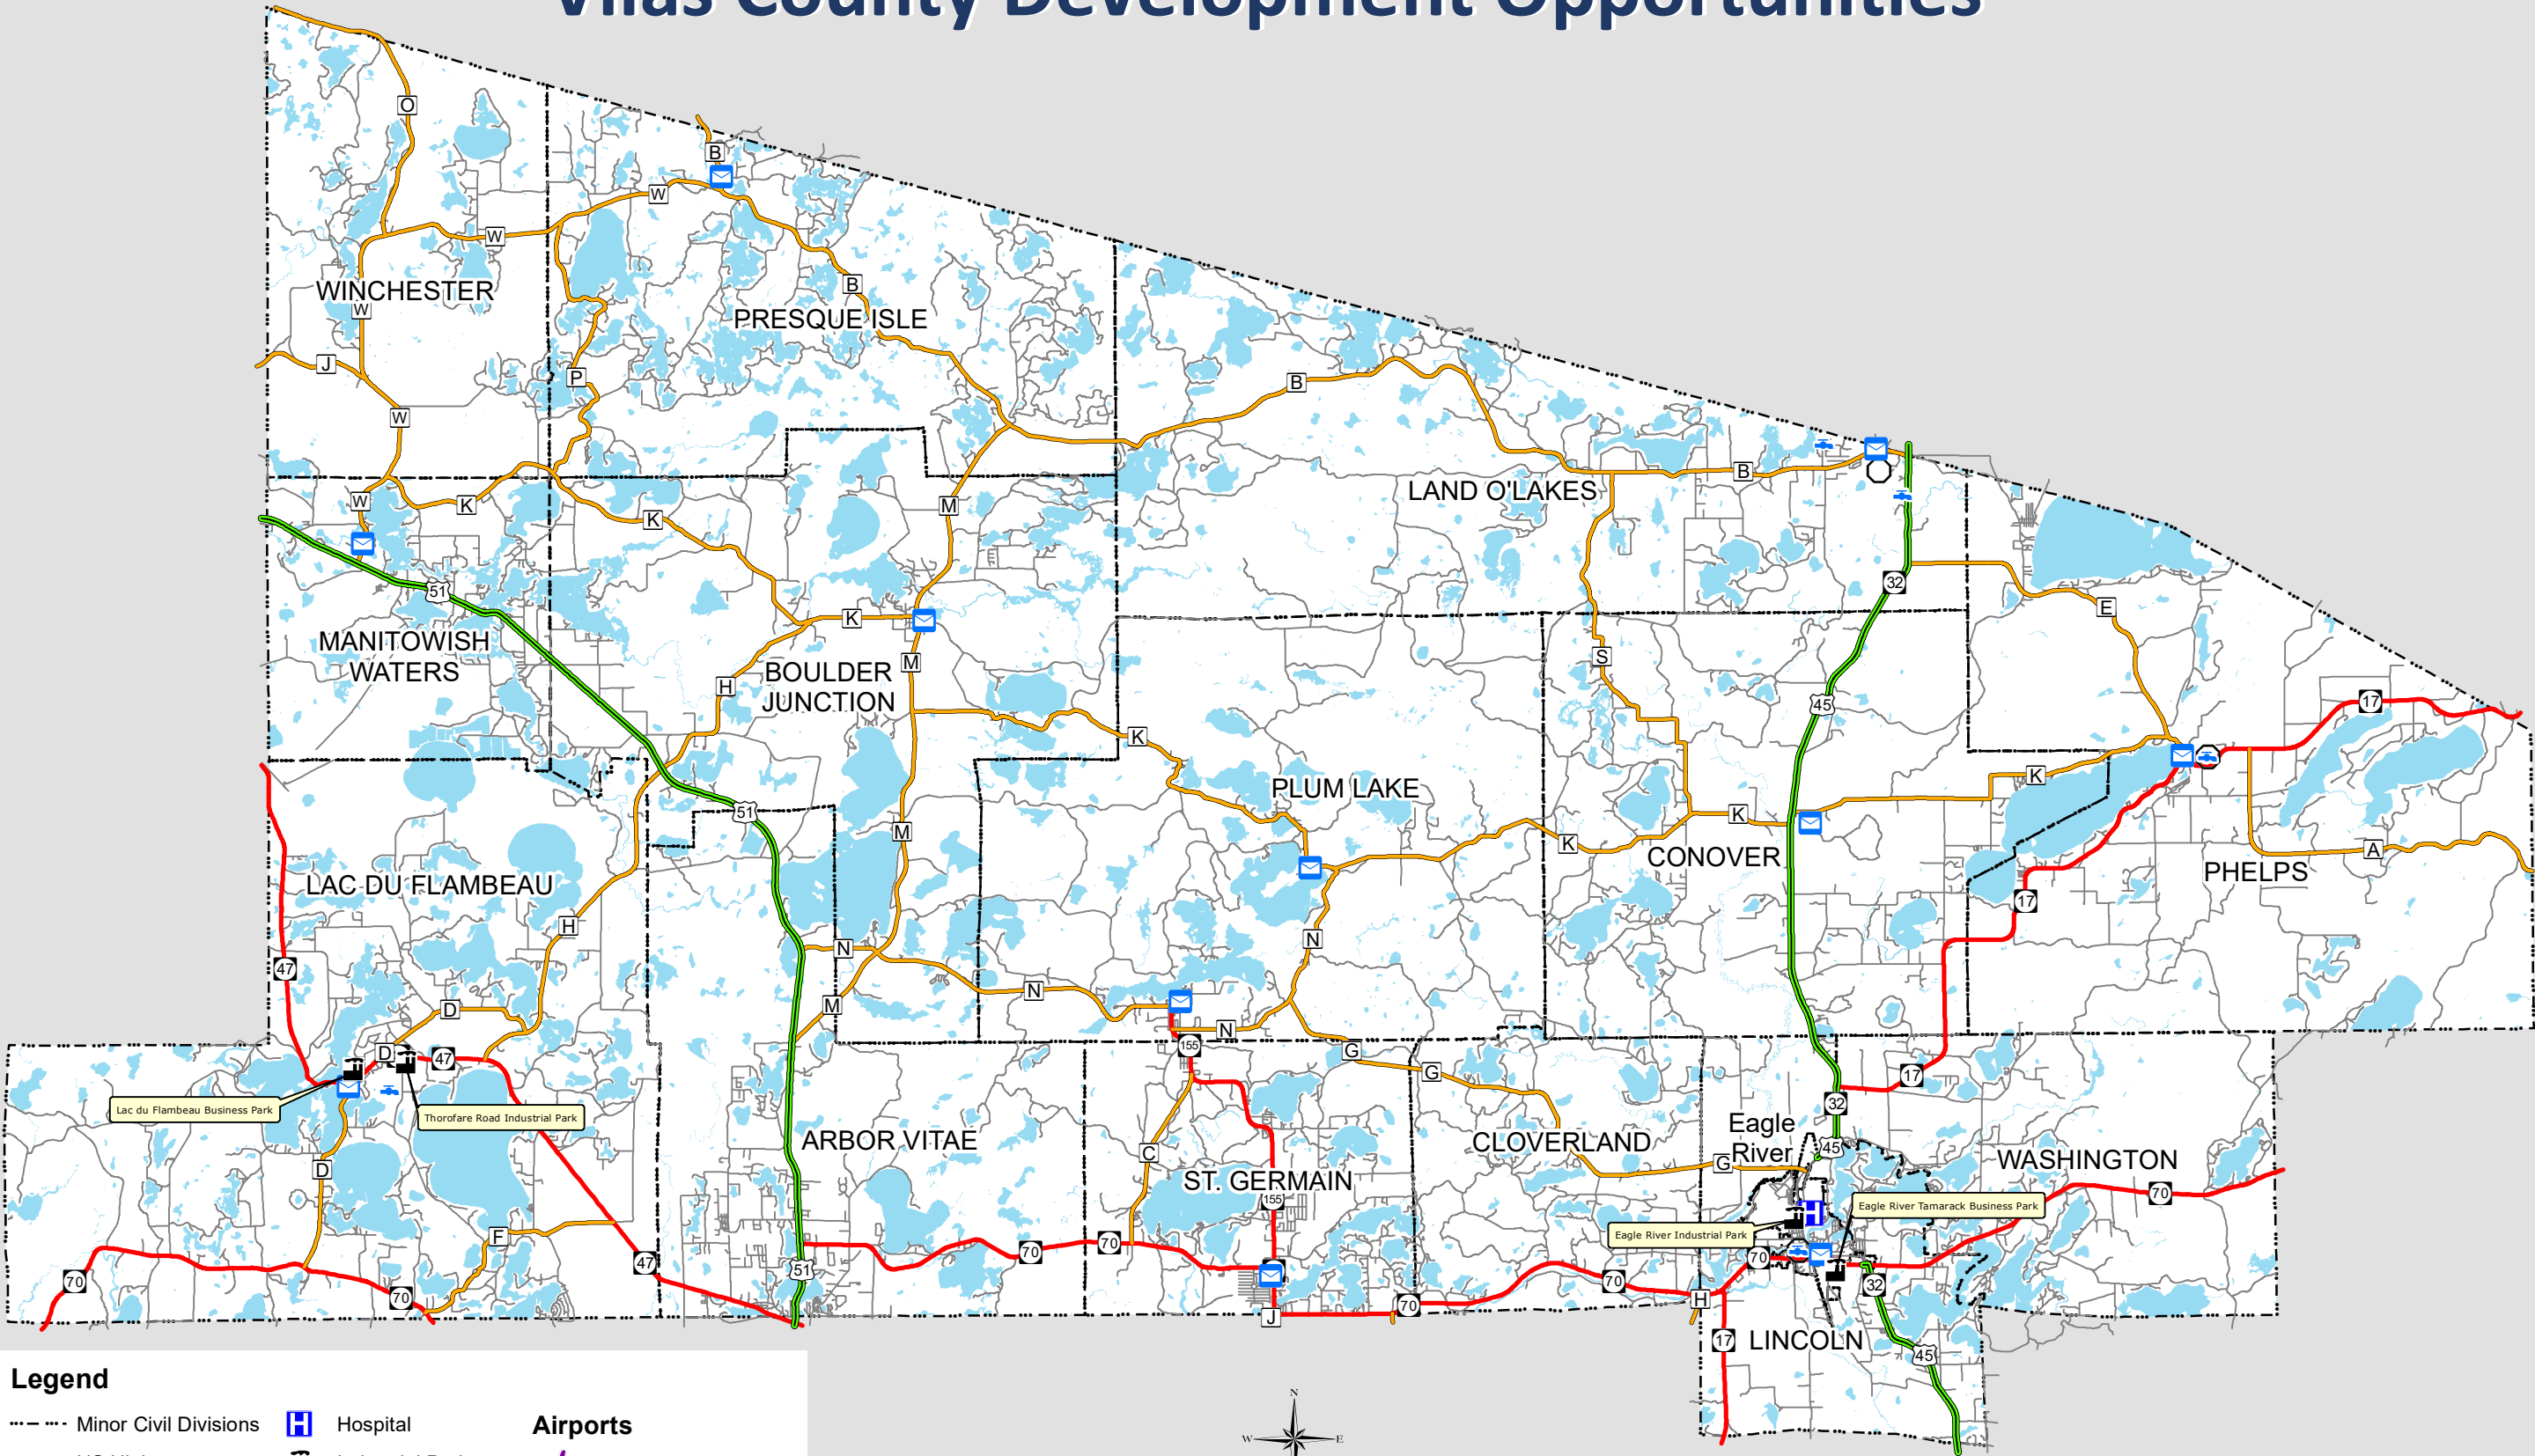 Vilas County Development Opportunities
O
B
W
W
B
WINCHESTER
W
PRESQUE ISLE
J
P
B
W
B
W
K
M
LAND O'LAKES
K
51
32
E
K
MANITOWISH
WATERS
M
S
BOULDER
JUNCTION
H
17
45
K
K
PLUM LAKE
51
K
M
K
CONOVER
A
PHELPS
LAC DU FLAMBEAU
17
H
N
N
47
N
D
M
N
155
D
47
G
G
17
Lac du Flambeau Business Park
Thorofare Road Industrial Park
32
Eagle
River
45
ARBOR VITAE
C
CLOVERLAND
G
WASHINGTON
D
ST. GERMAIN
155
70
Eagle River Tamarack Business Park
H
Eagle River Industrial Park
F
70
70
70
47
51
70
70
32
70
70
H
J
17
LINCOLN
45
Legend
Minor Civil Divisions
Hospital
Airports
N
W
E